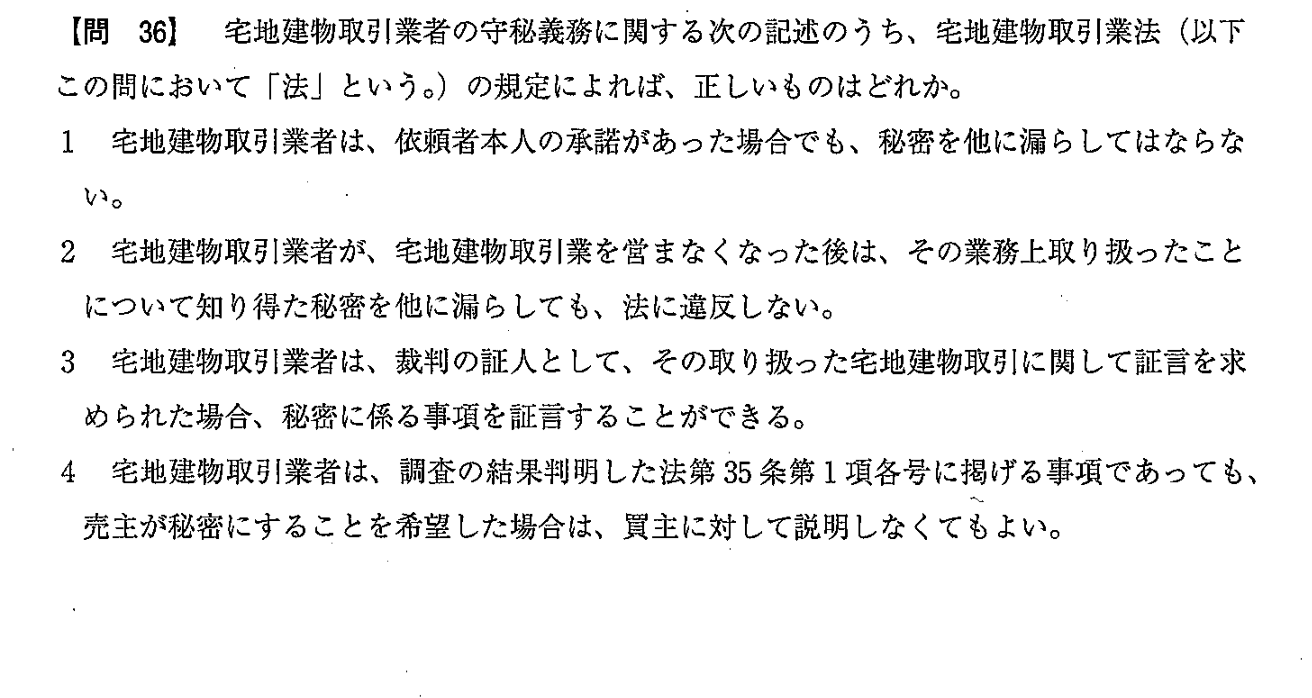 【問　36】　宅地建物取引業者の守秘義務に関する次の記述のうち、宅地建物取引業法（以下
この問において「法」という。）の規定によれば、正しいものはどれか。
1　宅地建物取引業者は、依頼者本人の承諾があった場合でも、秘密を他に漏らしてはならな
い。
2　宅地建物取引業者が、宅地建物取引業を営まなくなった後は、その業務上取り扱ったこと
について知り得た秘密を他に漏らしても、法に違反しない。
3　宅地建物取引業者は、裁判の証人として、その取り扱った宅地建物取引に関して証言を求
められた場合、秘密に係る事項を証言することができる。
4　宅地建物取引業者は、調査の結果判明した法第35条第1項各号に掲げる事項であっても、
売主が秘密にすることを希望した場合は、買主に対して説明しなくてもよい。